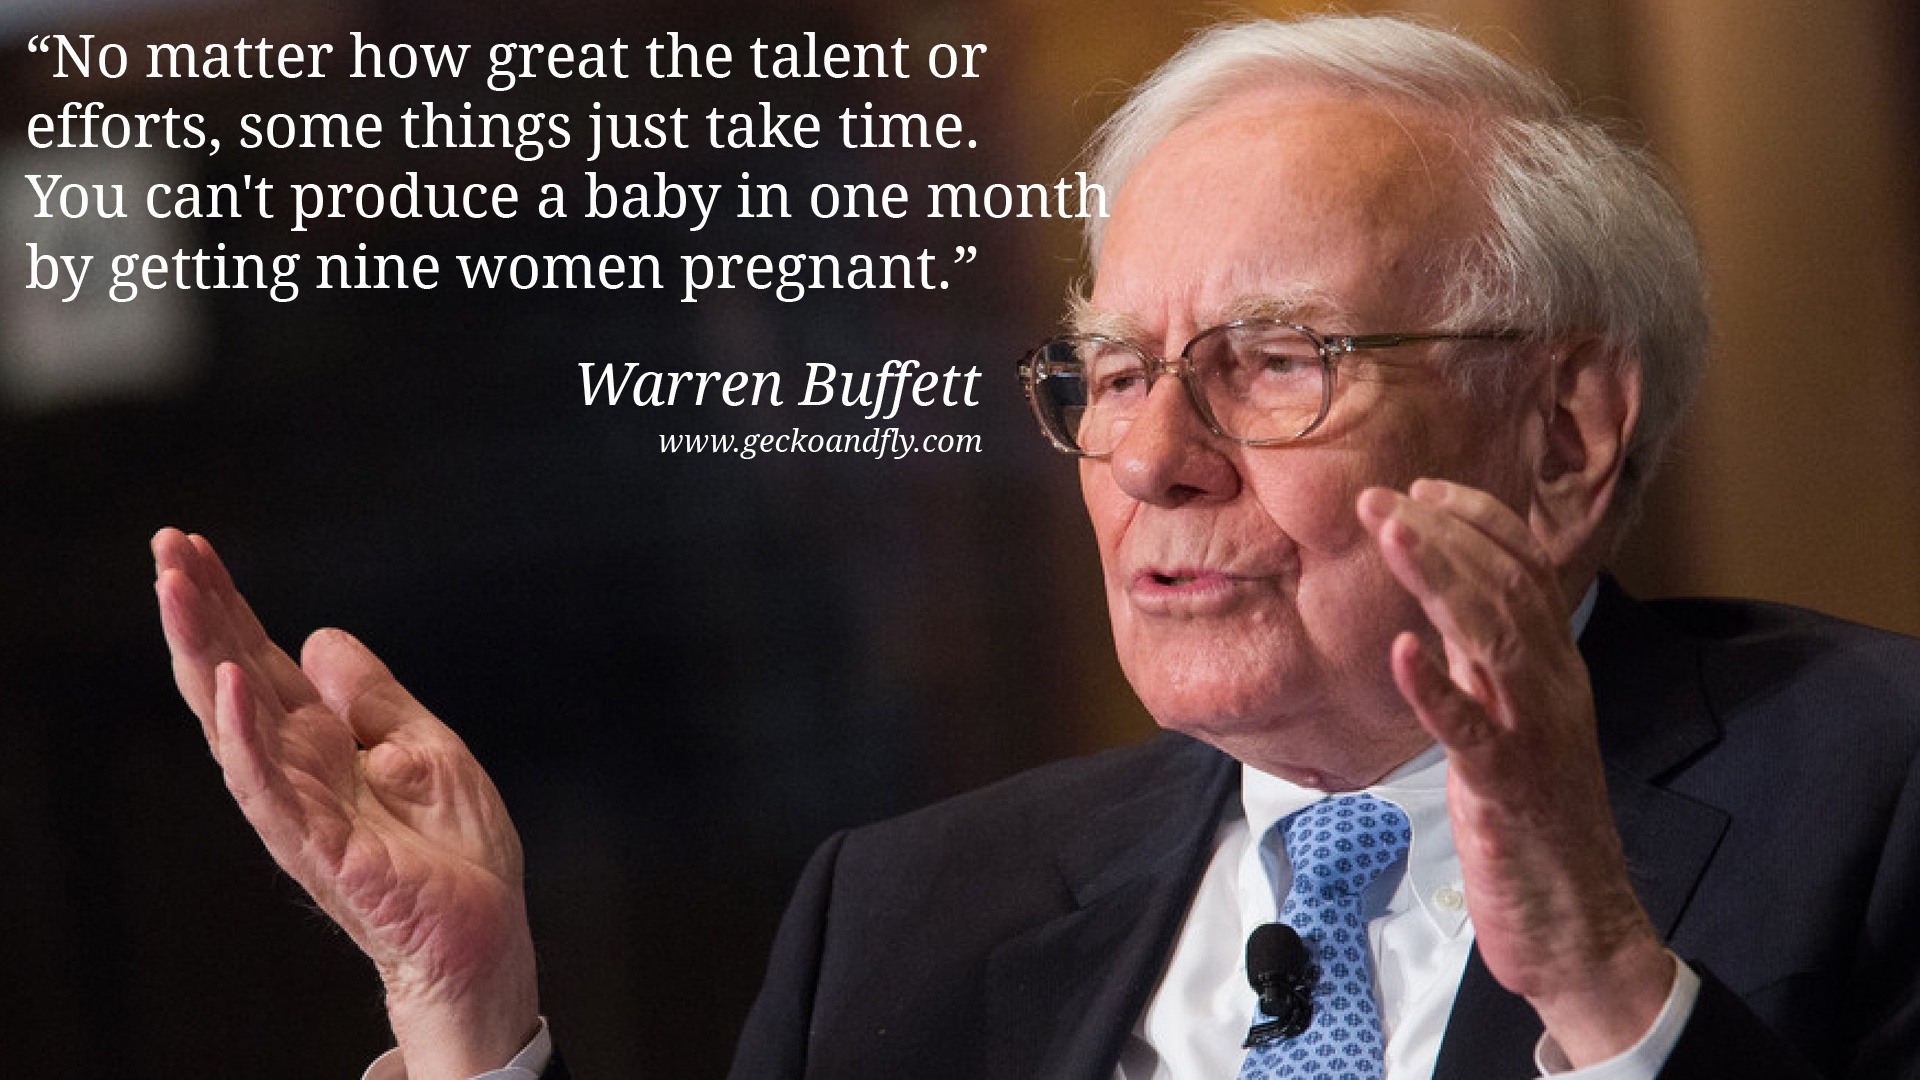 “No matter how great the talent or
efforts, some things just take time.
You can't produce a baby in one month
by getting nine women pregnant.”
Warren Buffett
www.geckoandfly.com